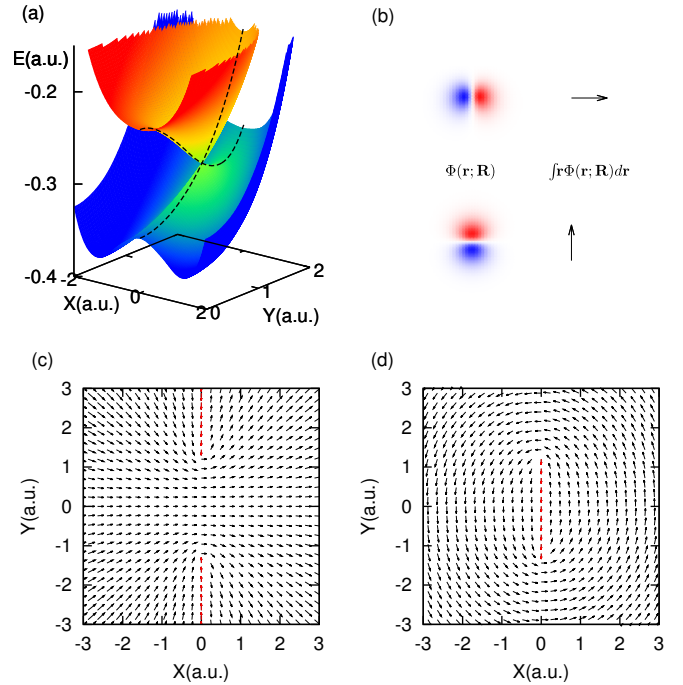 (a)
E(a.u.)
-0.2
-0.3
-0.4
-2
0
2
X(a.u.)
0
1
2
Y(a.u.)
(b)
Φ(r;R)
∫rΦ(r;R)dr
(c)
3
2
1
0
-1
-2
-3
Y(a.u.)
-3 -2 -1 0 1 2 3
X(a.u.)
(d)
3
2
1
0
-1
-2
-3
Y(a.u.)
-3 -2 -1 0 1 2 3
X(a.u.)